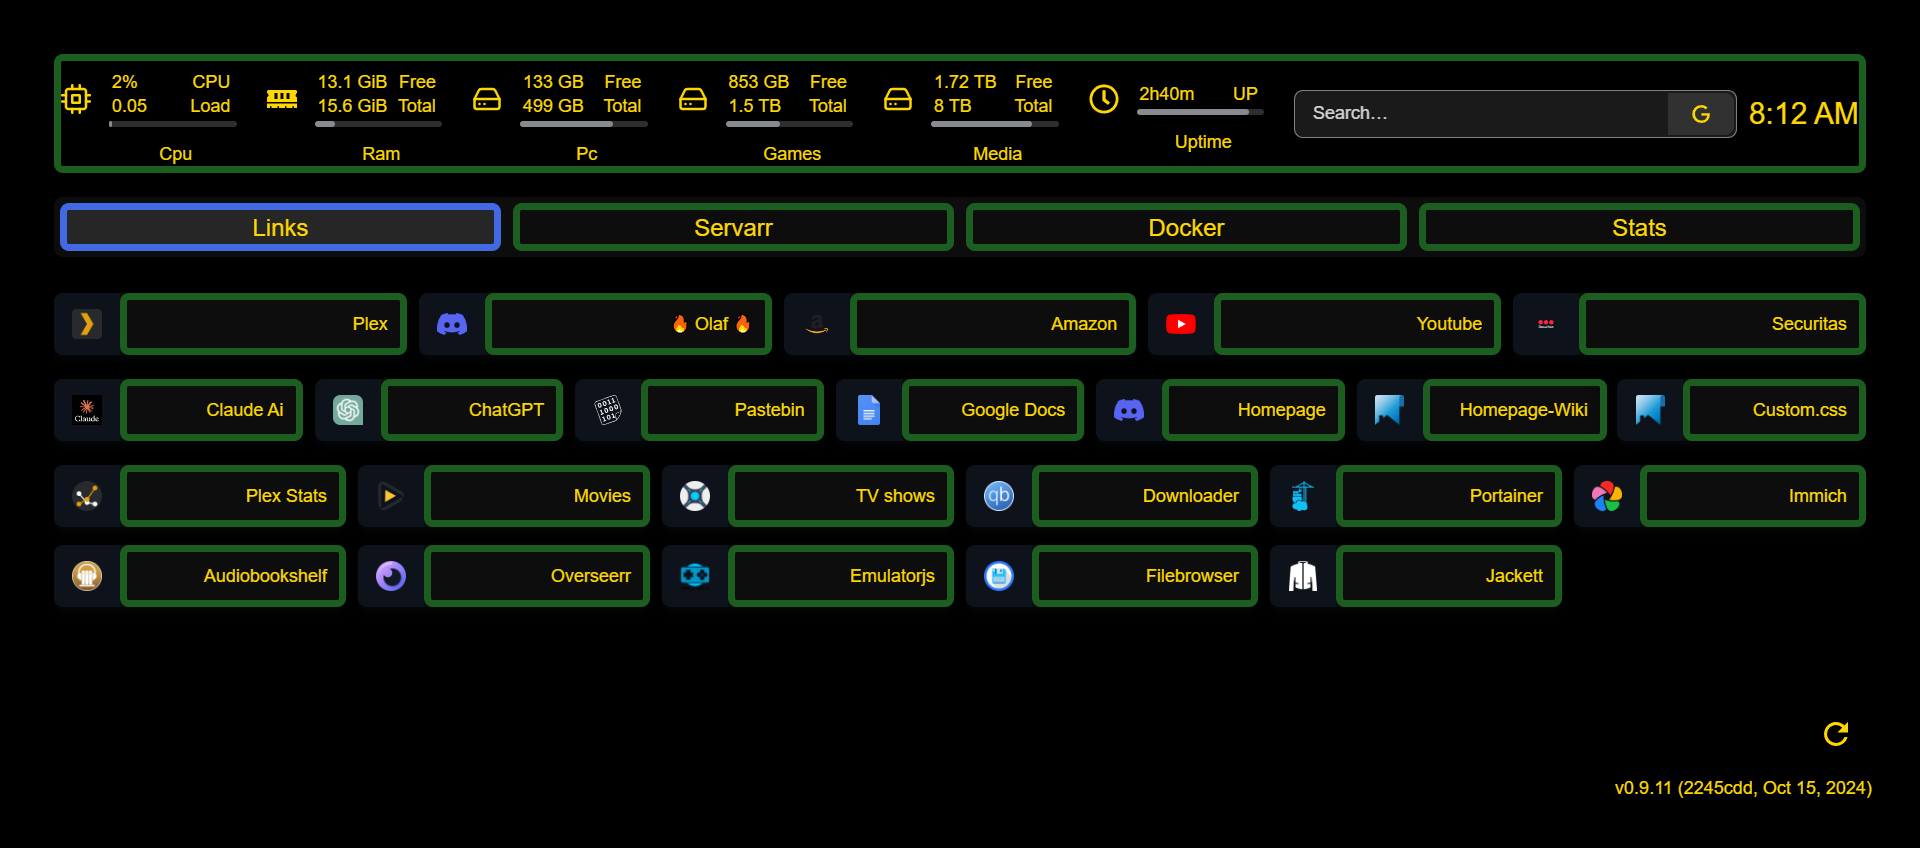 2% CPU
0.05 Load
Cpu
13.1 GiB Free
15.6 GiB Total
Ram
133 GB Free
499 GB Total
Pc
853 GB Free
1.5 TB Total
Games
1.72 TB Free
8 TB Total
Media
2h40m UP
Uptime
Search…
G
8:12 AM
Links
Servarr
Docker
Stats
Plex
🔥 Olaf 🔥
Amazon
Youtube
Securitas
Claude
Claude Ai
ChatGPT
0011
1000
101
Pastebin
Google Docs
Homepage
Homepage-Wiki
Custom.css
Plex Stats
Movies
TV shows
qb
Downloader
Portainer
Immich
Audiobookshelf
Overseerr
Emulatorjs
Filebrowser
Jackett
v0.9.11 (2245cdd, Oct 15, 2024)